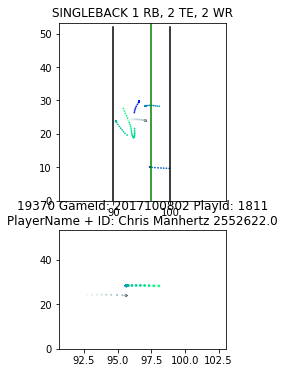 SINGLEBACK 1 RB, 2 TE, 2 WR
50
40
30
20
10
0
90
100
19370 GameId: 2017100802 PlayId: 1811
PlayerName + ID: Chris Manhertz 2552622.0
40
20
0
92.5 95.0 97.5 100.0 102.5